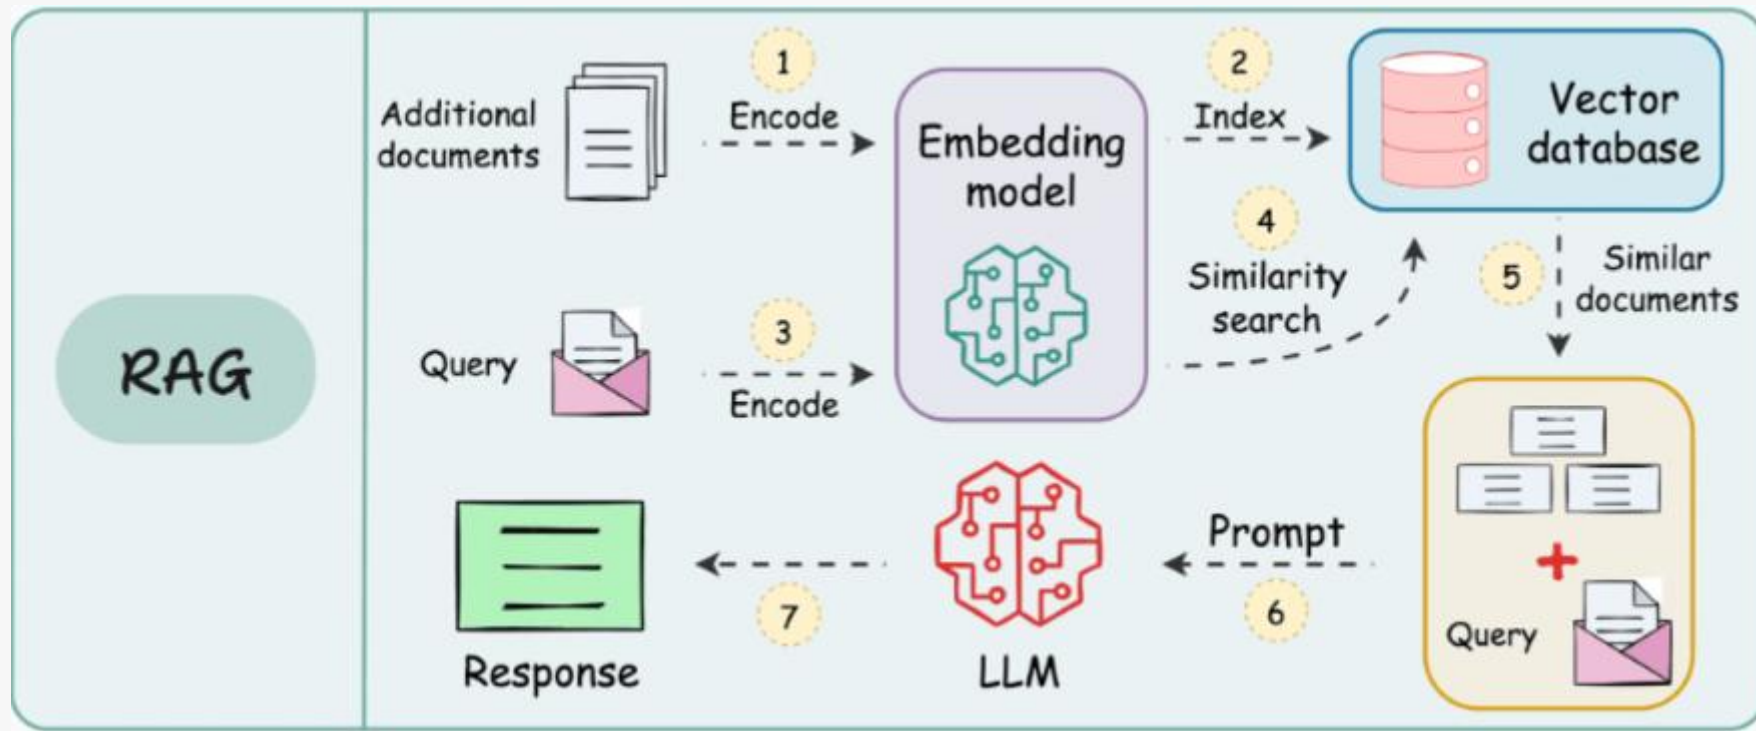 RAG
Additional
documents
1
Encode
Embedding
model
2
Index
Vector
database
Query
3
Encode
4
Similarity
search
5
Similar
documents
Query
Prompt
6
LLM
7
Response